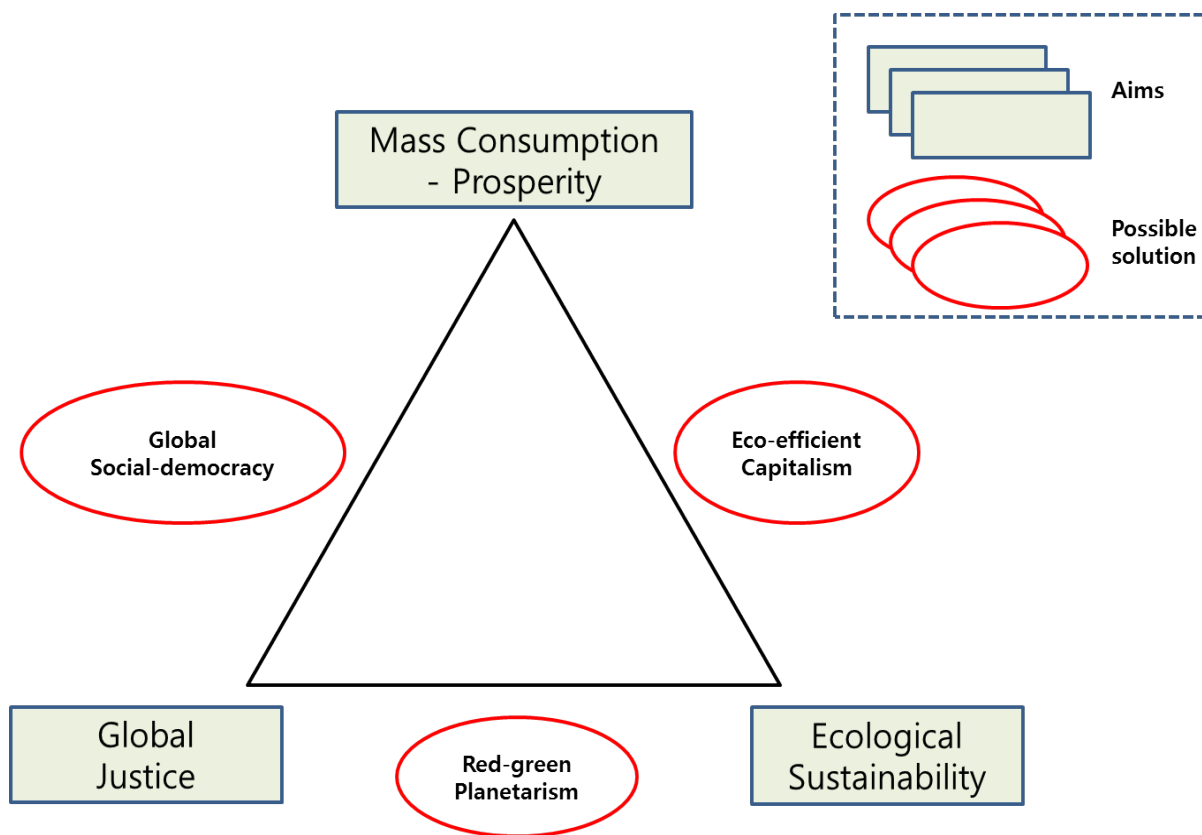 Aims
Mass Consumption
- Prosperity
Possible
solution
Global
Social-democracy
Eco-efficient
Capitalism
Global
Justice
Red-green
Planetarism
Ecological
Sustainability